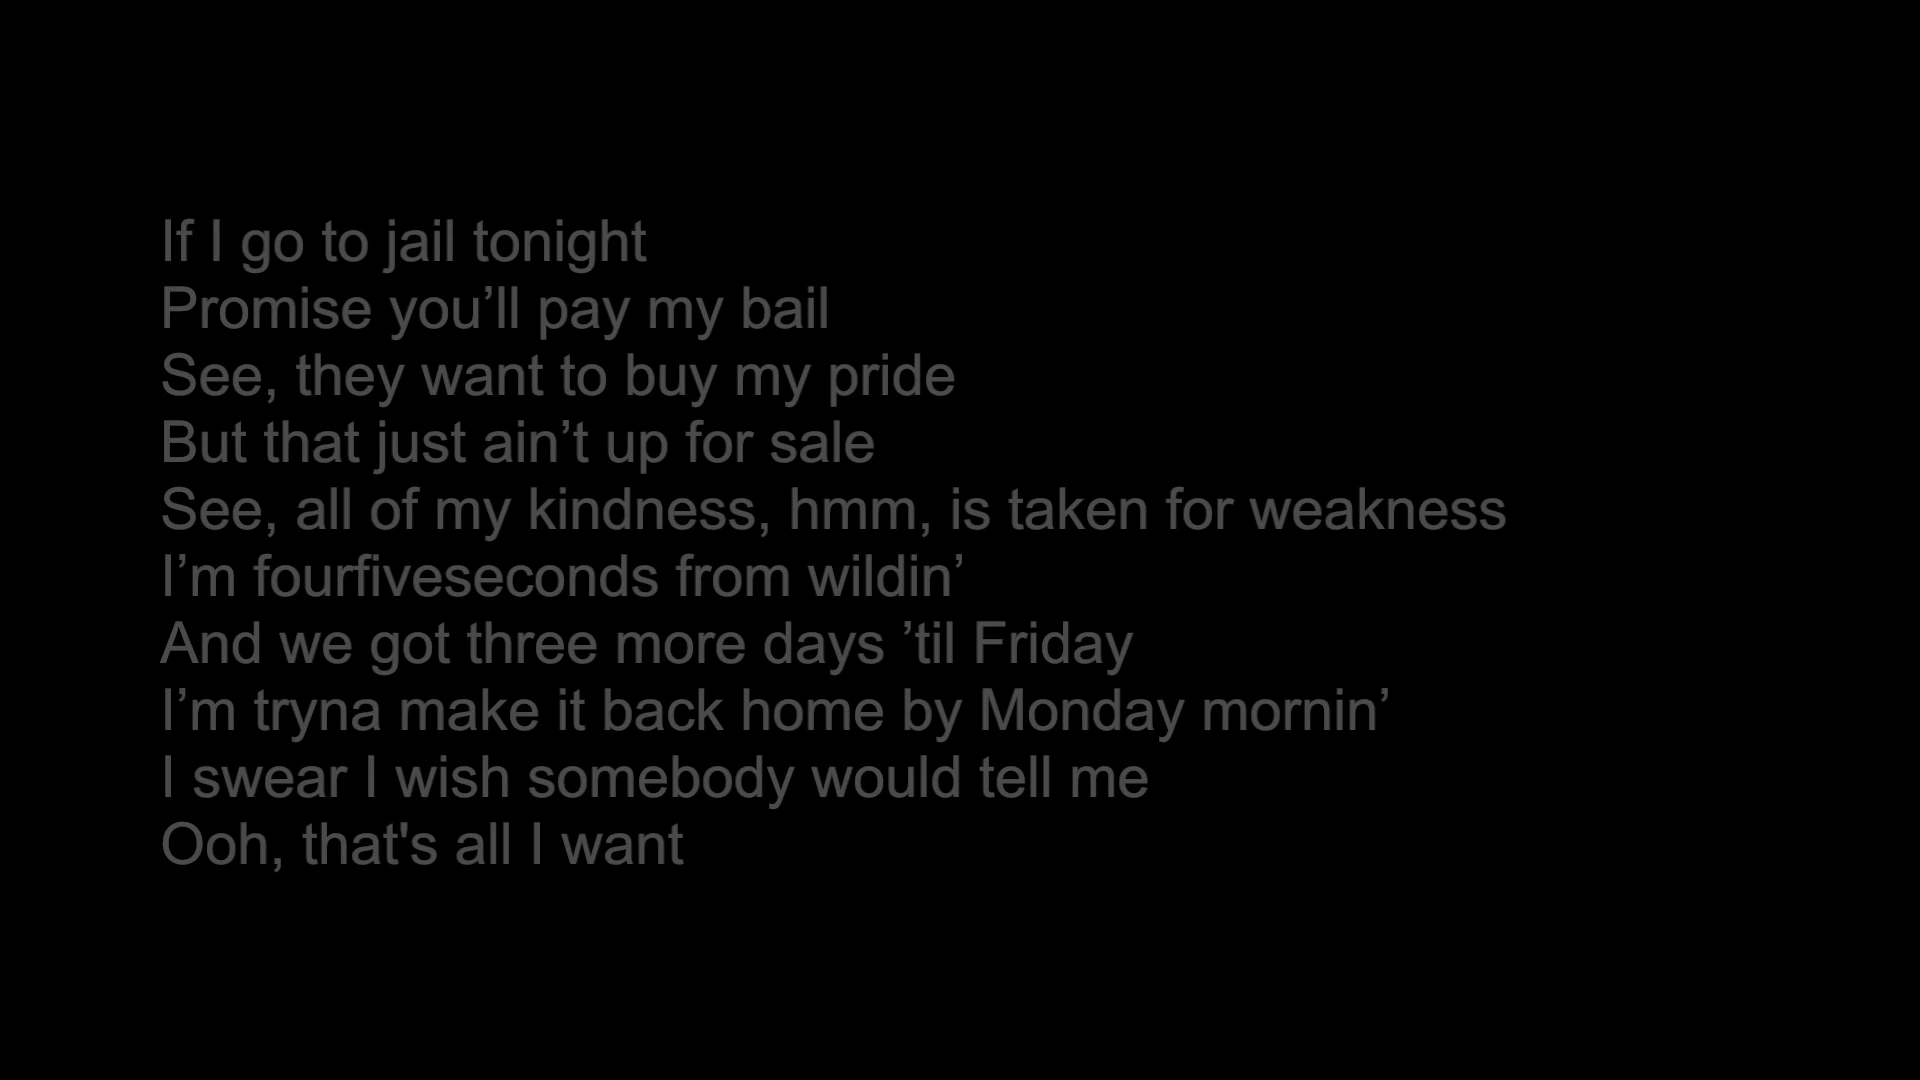 If I go to jail tonight
Promise you’ll pay my bail
See, they want to buy my pride
But that just ain’t up for sale
See, all of my kindness, hmm, is taken for weakness
I’m fourfiveseconds from wildin’
And we got three more days ’til Friday
I’m tryna make it back home by Monday mornin’
I swear I wish somebody would tell me
Ooh, that's all I want